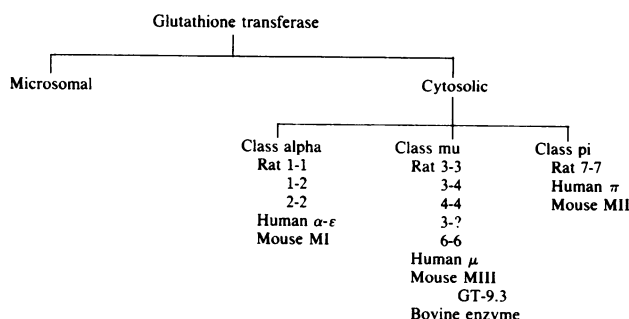 Glutathione transferase
Microsomal
Cytosolic
Class alpha
Rat 1-1
1-2
2-2
Human α-ε
Mouse MI
Class mu
Rat 3-3
3-4
4-4
3-?
6-6
Human μ
Mouse MIII
GT-9.3
Bovine enzyme
Class pi
Rat 7-7
Human π
Mouse MII